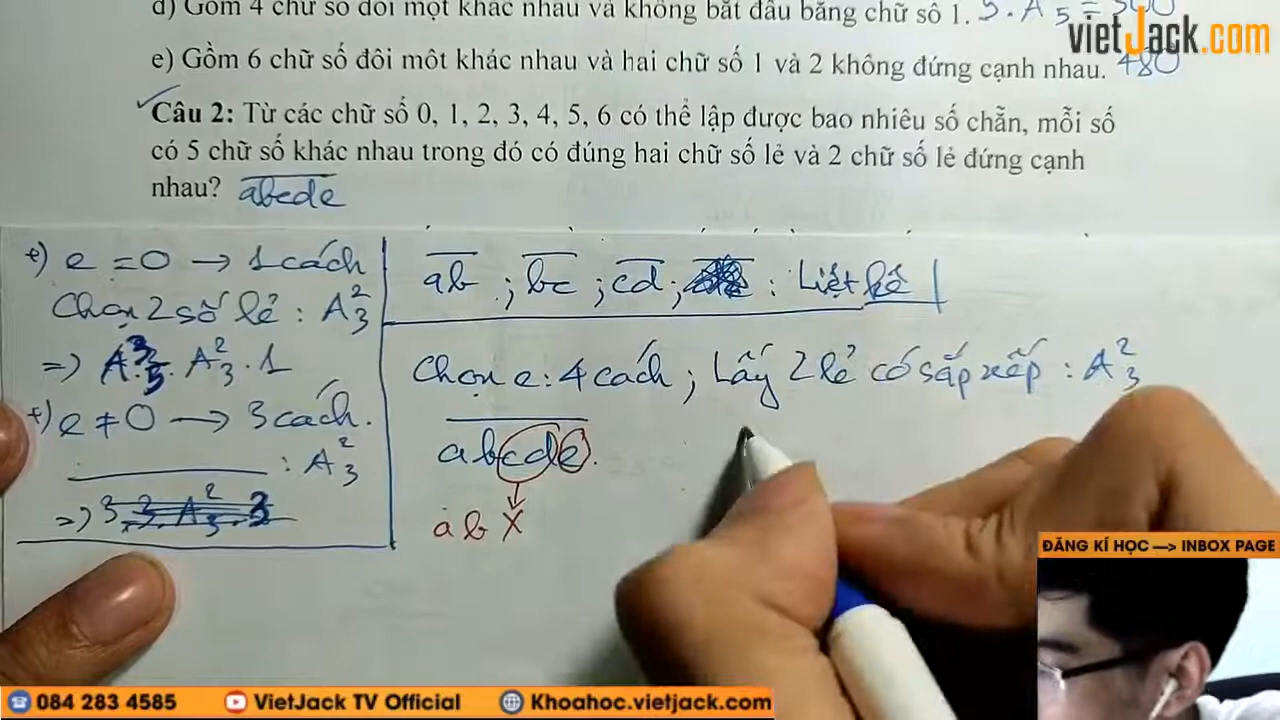 d) Gồm 4 chữ số đôi một khác nhau và không bắt đầu bằng chữ số 1.
vietJack.com
e) Gồm 6 chữ số đôi một khác nhau và hai chữ số 1 và 2 không đứng cạnh nhau. 480
Câu 2: Từ các chữ số 0, 1, 2, 3, 4, 5, 6 có thể lập được bao nhiêu số chẵn, mỗi số
có 5 chữ số khác nhau trong đó có đúng hai chữ số lẻ và 2 chữ số lẻ đứng cạnh
nhau? abcde
+) e = 0 → 1 cách
Chọn 2 số lẻ : A²₃
=> A²₃ . 1
+) e ≠ 0 → 3 cách.
: A²₃
ab ; bc ; cd ; : Liệt kê
Chọn e : 4 cách ; Lấy 2 lẻ có sắp xếp : A²₃
abcde.
a b X
ĐĂNG KÍ HỌC —> INBOX PAGE
084 283 4585 VietJack TV Official Khoahoc.vietjack.com